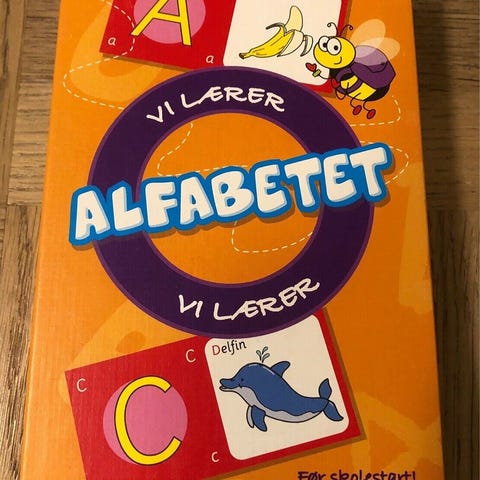 A
a
a
VI LÆRER
ALFABETET
VI LÆRER
C
C
C
Delfin
c
Før skolestart!